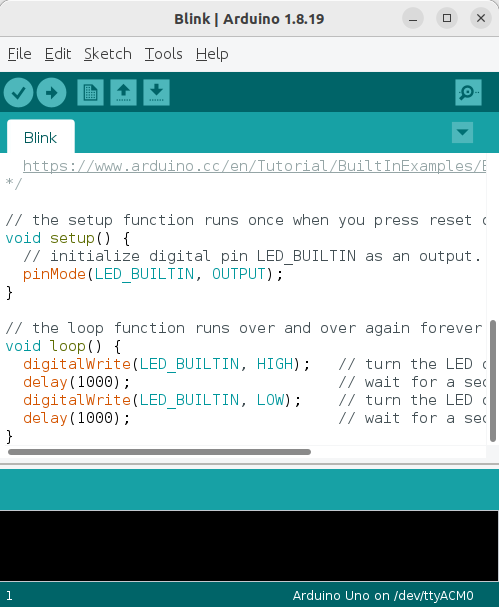 Blink | Arduino 1.8.19
File Edit Sketch Tools Help
Blink
https://www.arduino.cc/en/Tutorial/BuiltInExamples/
*/
// the setup function runs once when you press reset
void setup() {
// initialize digital pin LED_BUILTIN as an output.
pinMode(LED_BUILTIN, OUTPUT);
}
// the loop function runs over and over again forever
void loop() {
digitalWrite(LED_BUILTIN, HIGH); // turn the LED
delay(1000); // wait for a sec
digitalWrite(LED_BUILTIN, LOW); // turn the LED
delay(1000); // wait for a sec
}
1 Arduino Uno on /dev/ttyACM0